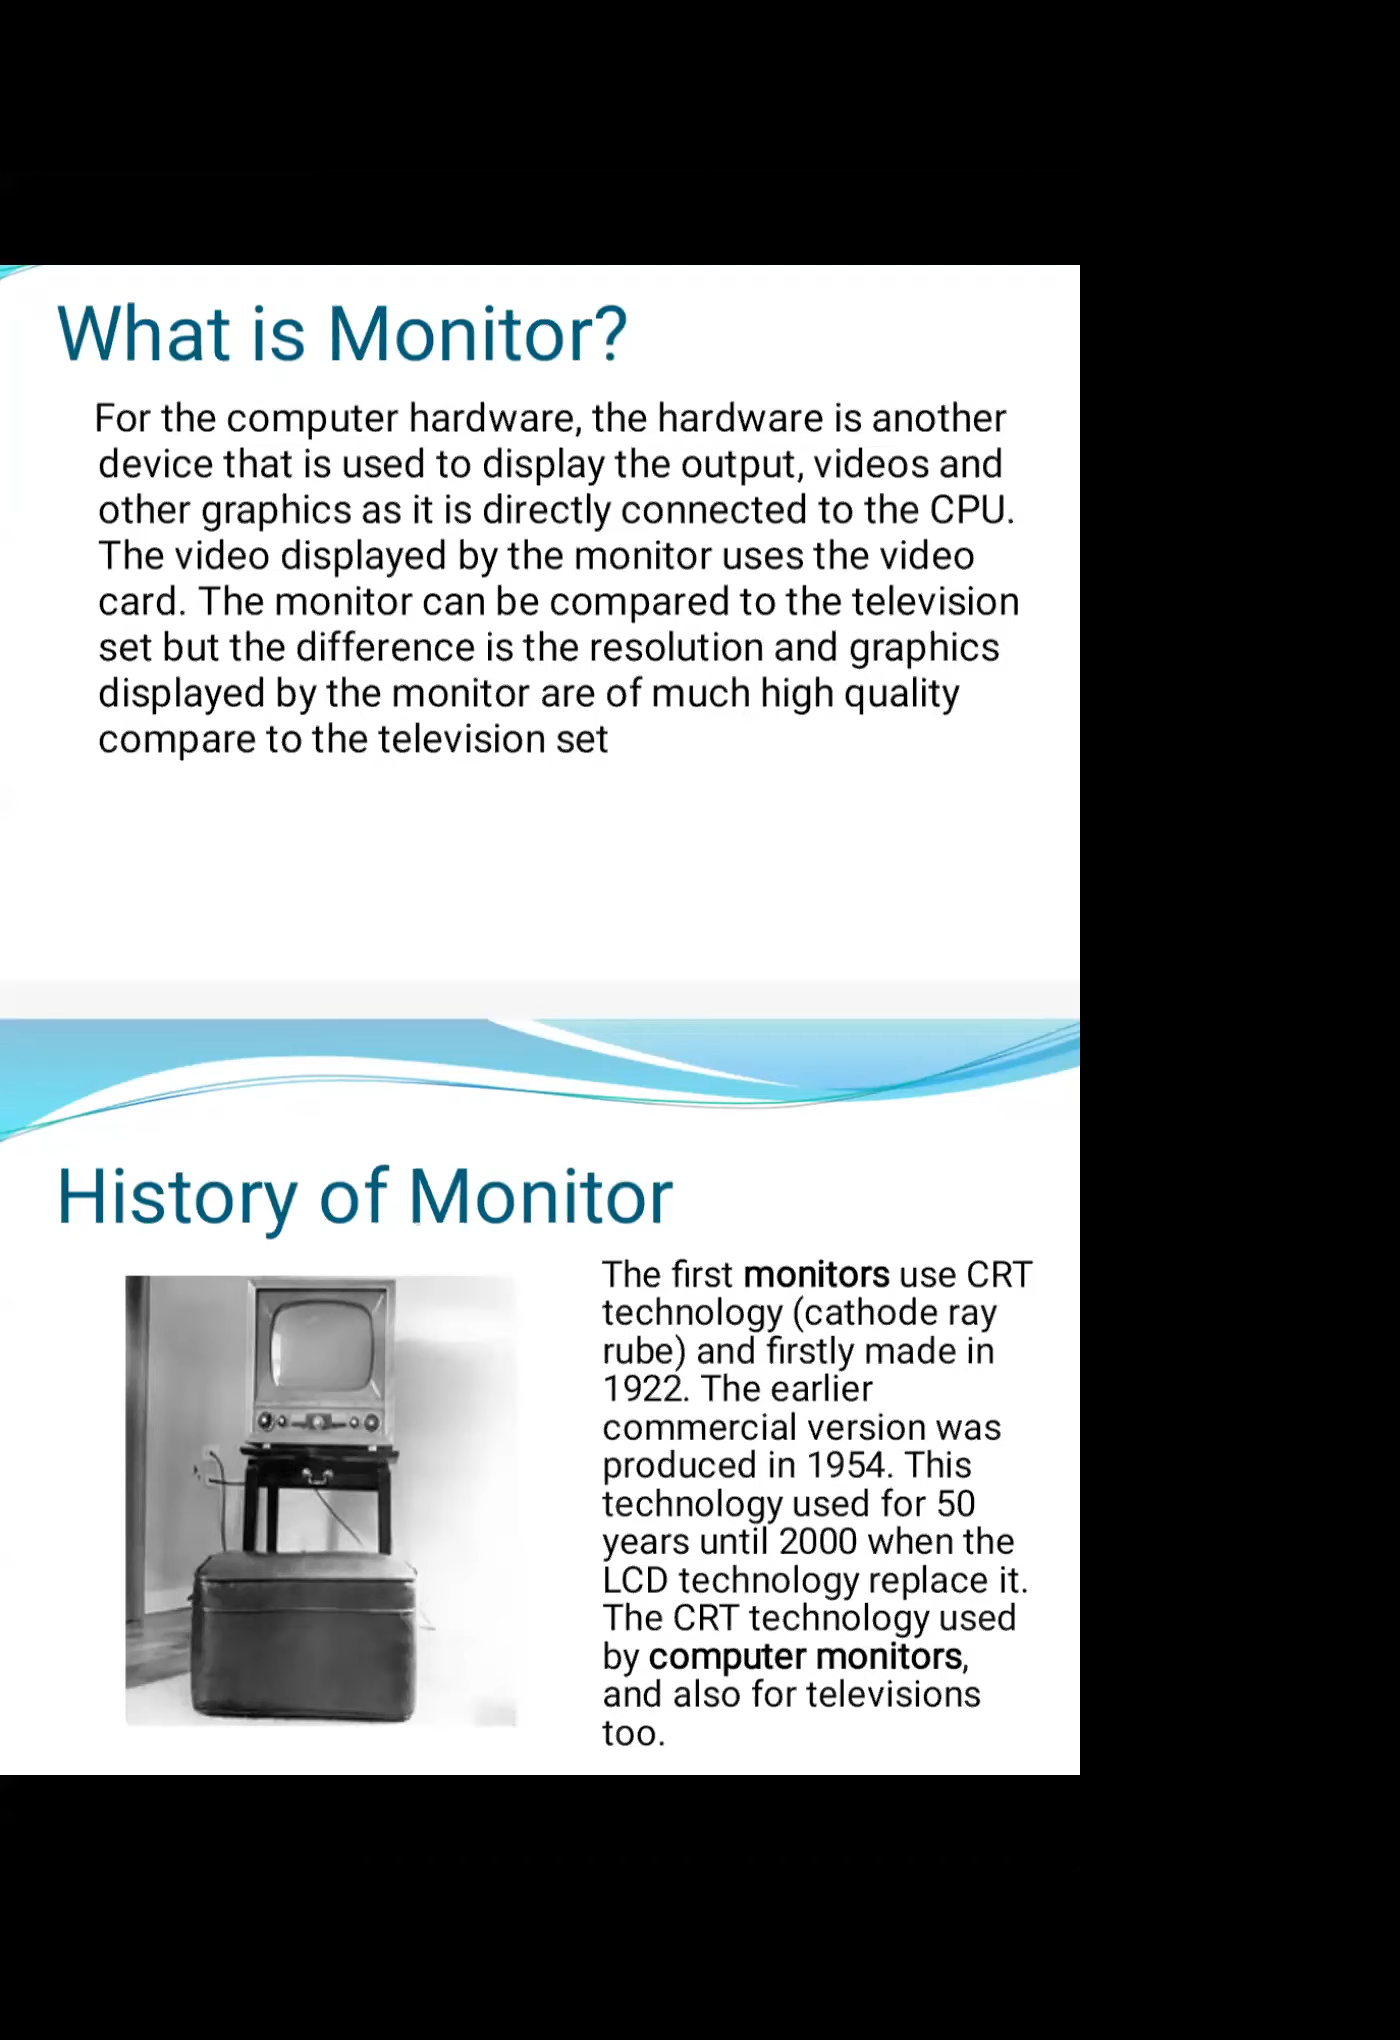 What is Monitor?
For the computer hardware, the hardware is another
device that is used to display the output, videos and
other graphics as it is directly connected to the CPU.
The video displayed by the monitor uses the video
card. The monitor can be compared to the television
set but the difference is the resolution and graphics
displayed by the monitor are of much high quality
compare to the television set
History of Monitor
The first monitors use CRT
technology (cathode ray
rube) and firstly made in
1922. The earlier
commercial version was
produced in 1954. This
technology used for 50
years until 2000 when the
LCD technology replace it.
The CRT technology used
by computer monitors,
and also for televisions
too.